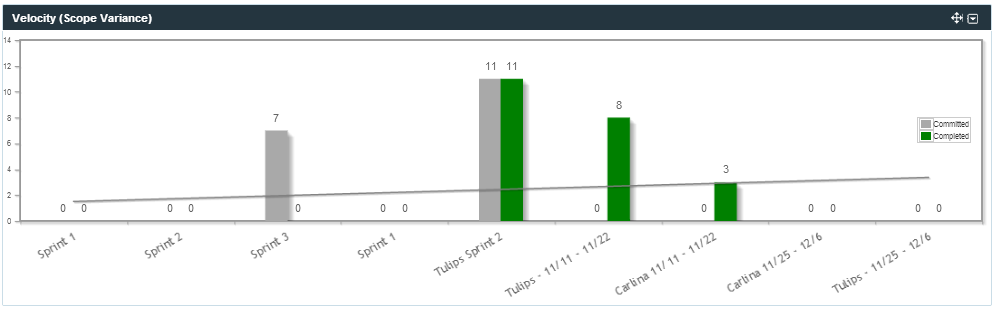 Velocity (Scope Variance)
14
12
10
8
6
4
2
0
0 0
0 0
7 0
0 0
11 11
0 8
0 3
0 0
0 0
Committed
Completed
Sprint 1
Sprint 2
Sprint 3
Sprint 1
Tulips Sprint 2
Tulips - 11/11 - 11/22
Carlina 11/11 - 11/22
Carlina 11/25 - 12/6
Tulips - 11/25 - 12/6